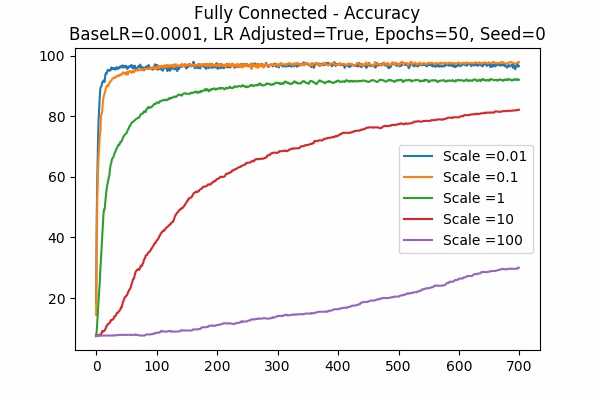 Fully Connected - Accuracy
BaseLR=0.0001, LR Adjusted=True, Epochs=50, Seed=0
100
80
60
40
20
Scale =0.01
Scale =0.1
Scale =1
Scale =10
Scale =100
0 100 200 300 400 500 600 700